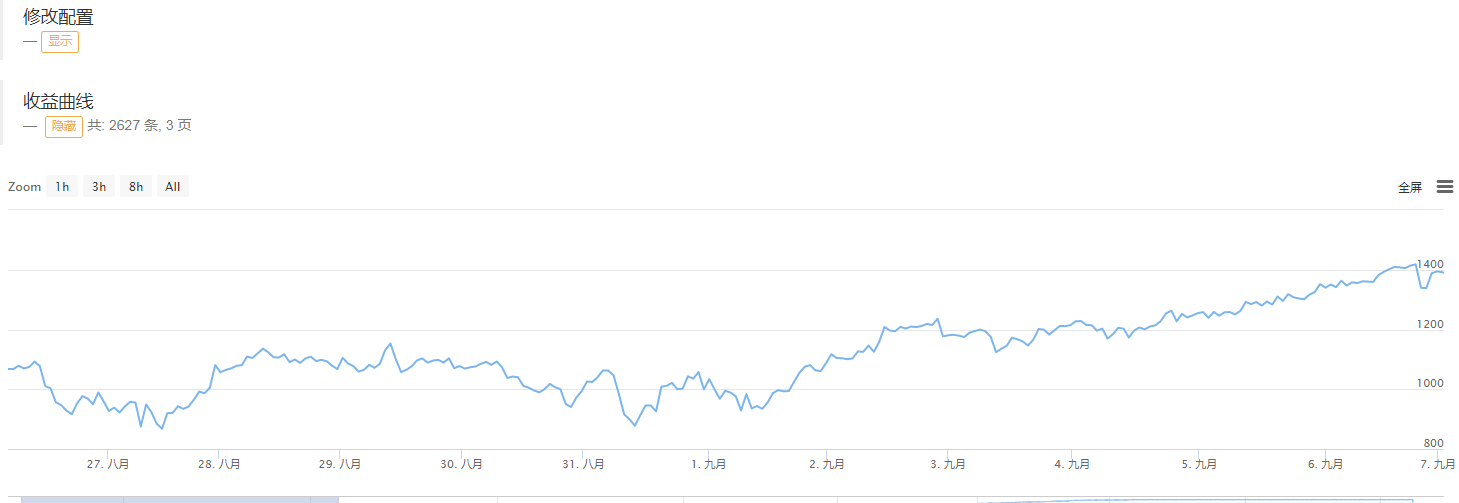 修改配置
— 显示
收益曲线
— 隐藏 共: 2627 条, 3 页
Zoom 1h 3h 8h All 全屏
1400
1200
1000
800
27. 八月 28. 八月 29. 八月 30. 八月 31. 八月 1. 九月 2. 九月 3. 九月 4. 九月 5. 九月 6. 九月 7. 九月